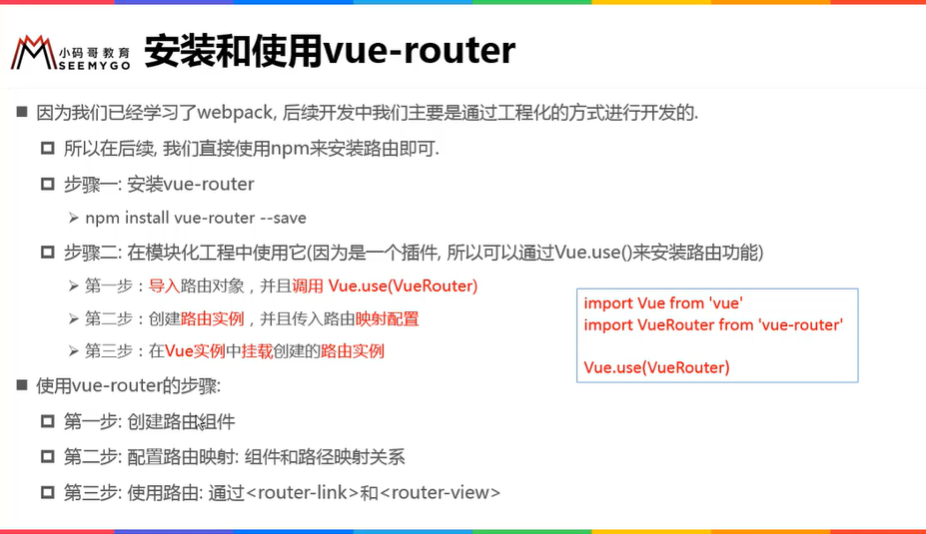 小码哥教育
SEEMYGO
安装和使用vue-router
因为我们已经学习了webpack, 后续开发中我们主要是通过工程化的方式进行开发的.
所以在后续, 我们直接使用npm来安装路由即可.
步骤一: 安装vue-router
npm install vue-router --save
步骤二: 在模块化工程中使用它(因为是一个插件, 所以可以通过Vue.use()来安装路由功能)
第一步：导入路由对象，并且调用 Vue.use(VueRouter)
第二步：创建路由实例，并且传入路由映射配置
第三步：在Vue实例中挂载创建的路由实例
import Vue from 'vue'
import VueRouter from 'vue-router'
Vue.use(VueRouter)
使用vue-router的步骤:
第一步: 创建路由组件
第二步: 配置路由映射: 组件和路径映射关系
第三步: 使用路由: 通过<router-link>和<router-view>